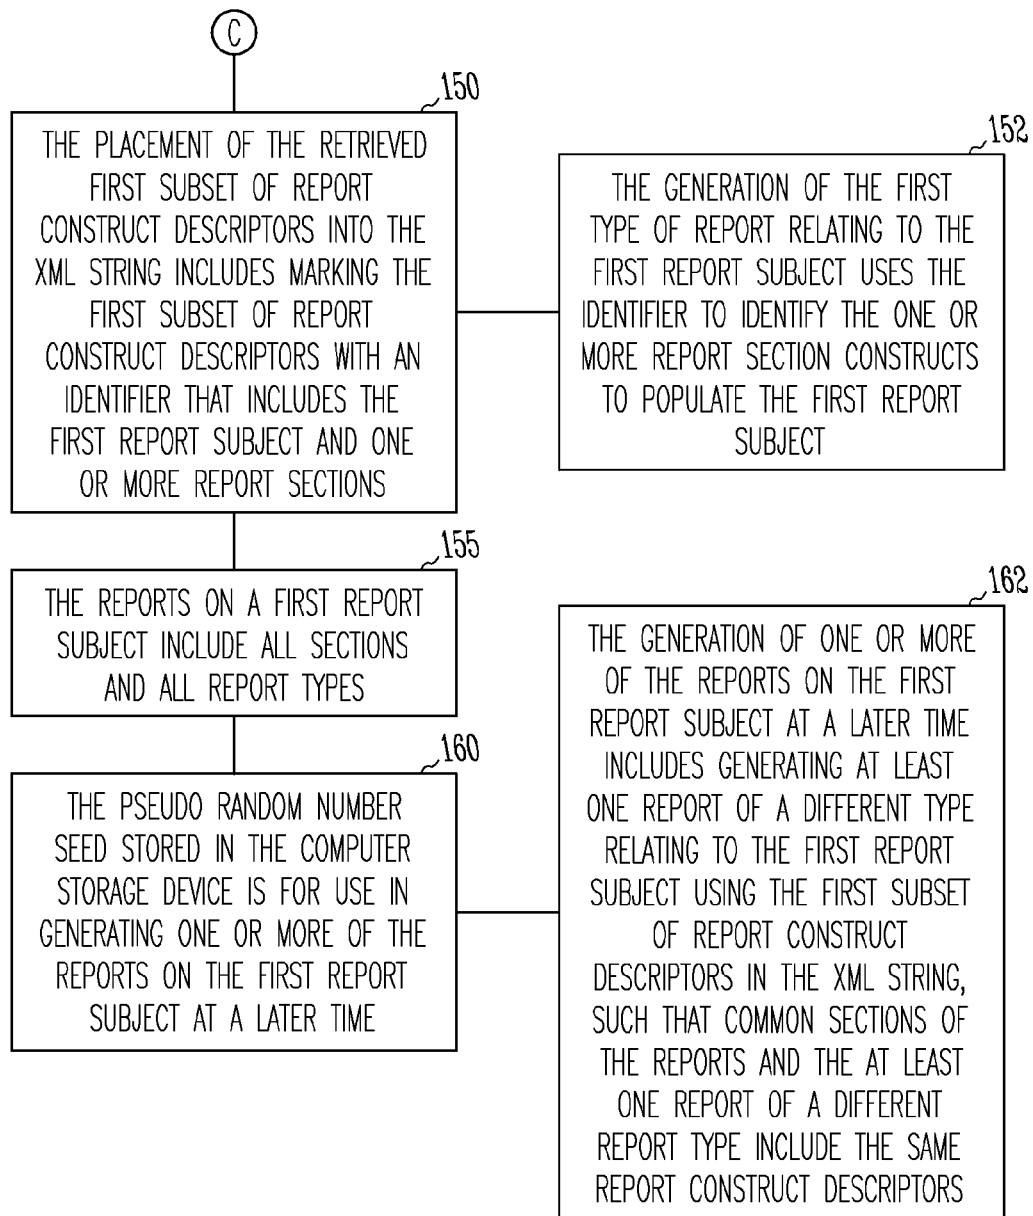 C
150
THE PLACEMENT OF THE RETRIEVED
FIRST SUBSET OF REPORT
CONSTRUCT DESCRIPTORS INTO THE
XML STRING INCLUDES MARKING THE
FIRST SUBSET OF REPORT
CONSTRUCT DESCRIPTORS WITH AN
IDENTIFIER THAT INCLUDES THE
FIRST REPORT SUBJECT AND ONE
OR MORE REPORT SECTIONS
152
THE GENERATION OF THE FIRST
TYPE OF REPORT RELATING TO THE
FIRST REPORT SUBJECT USES THE
IDENTIFIER TO IDENTIFY THE ONE OR
MORE REPORT SECTION CONSTRUCTS
TO POPULATE THE FIRST REPORT
SUBJECT
155
THE REPORTS ON A FIRST REPORT
SUBJECT INCLUDE ALL SECTIONS
AND ALL REPORT TYPES
160
THE PSEUDO RANDOM NUMBER
SEED STORED IN THE COMPUTER
STORAGE DEVICE IS FOR USE IN
GENERATING ONE OR MORE OF THE
REPORTS ON THE FIRST REPORT
SUBJECT AT A LATER TIME
162
THE GENERATION OF ONE OR MORE
OF THE REPORTS ON THE FIRST
REPORT SUBJECT AT A LATER TIME
INCLUDES GENERATING AT LEAST
ONE REPORT OF A DIFFERENT TYPE
RELATING TO THE FIRST REPORT
SUBJECT USING THE FIRST SUBSET
OF REPORT CONSTRUCT
DESCRIPTORS IN THE XML STRING,
SUCH THAT COMMON SECTIONS OF
THE REPORTS AND THE AT LEAST
ONE REPORT OF A DIFFERENT
REPORT TYPE INCLUDE THE SAME
REPORT CONSTRUCT DESCRIPTORS